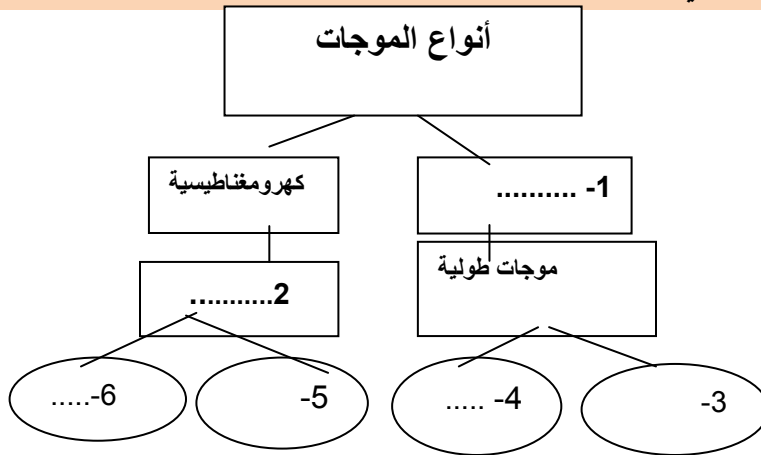 أنواع الموجات
1- ..........
كهرومغناطيسية
موجات طولية
2...........
3-
4- .....
5-
6-.....